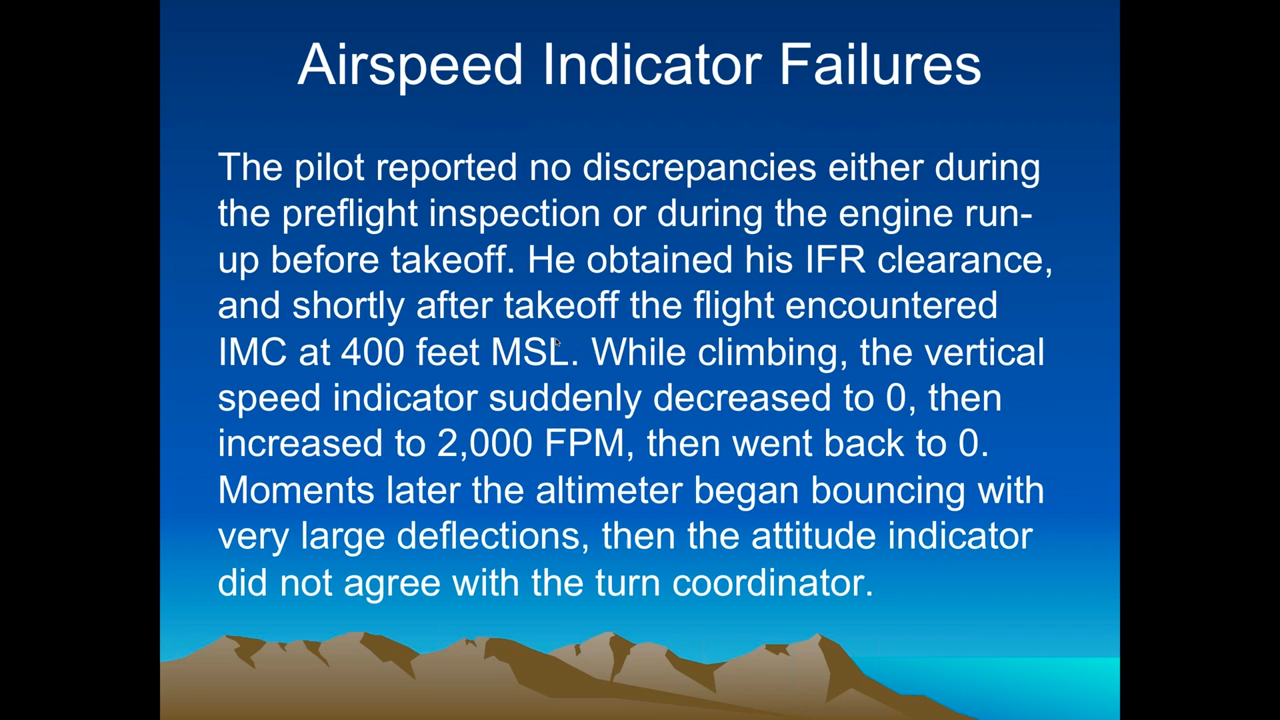 Airspeed Indicator Failures
The pilot reported no discrepancies either during
the preflight inspection or during the engine run-
up before takeoff. He obtained his IFR clearance,
and shortly after takeoff the flight encountered
IMC at 400 feet MSL. While climbing, the vertical
speed indicator suddenly decreased to 0, then
increased to 2,000 FPM, then went back to 0.
Moments later the altimeter began bouncing with
very large deflections, then the attitude indicator
did not agree with the turn coordinator.